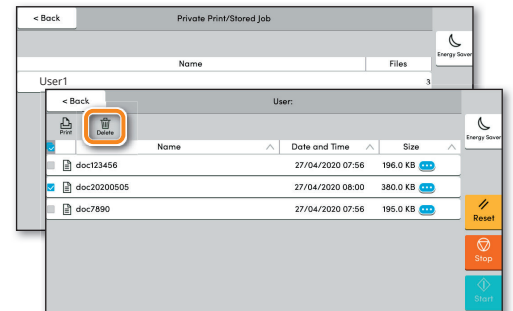 < Back Private Print/Stored Job
Energy Saver
Name Files
User1 3
< Back User:
Print Delete
Energy Saver
Name Date and Time Size
doc123456 27/04/2020 07:56 196.0 KB
doc20200505 27/04/2020 08:00 380.0 KB
doc7890 27/04/2020 07:56 195.0 KB
Reset
Stop
Start